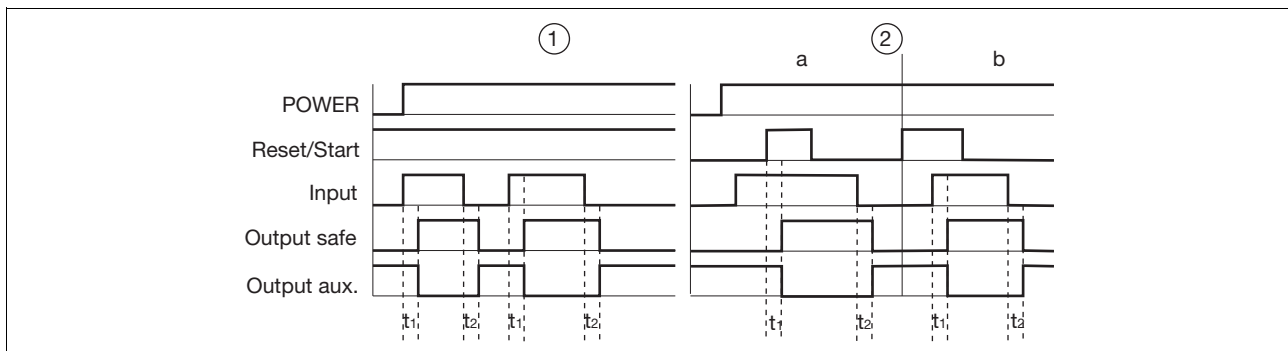 1 2
a b
POWER
Reset/Start
Input
Output safe
Output aux.
t1 t2 t1 t2 t1 t2 t1 t2